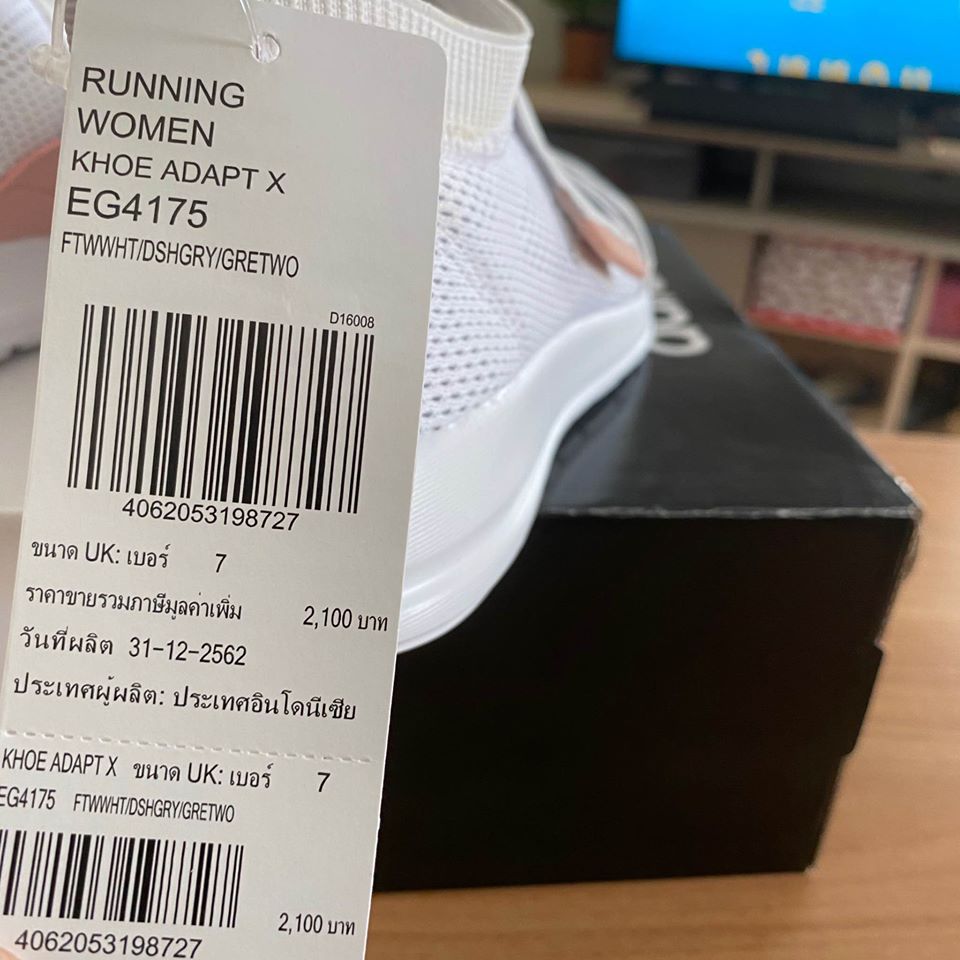 RUNNING
WOMEN
KHOE ADAPT X
EG4175
FTWWHT/DSHGRY/GRETWO
D16008
4062053198727
ขนาด UK: เบอร์ 7
ราคาขายรวมภาษีมูลค่าเพิ่ม 2,100 บาท
วันที่ผลิต 31-12-2562
ประเทศผู้ผลิต: ประเทศอินโดนีเซีย
KHOE ADAPT X ขนาด UK: เบอร์ 7
EG4175 FTWWHT/DSHGRY/GRETWO
2,100 บาท
4062053198727